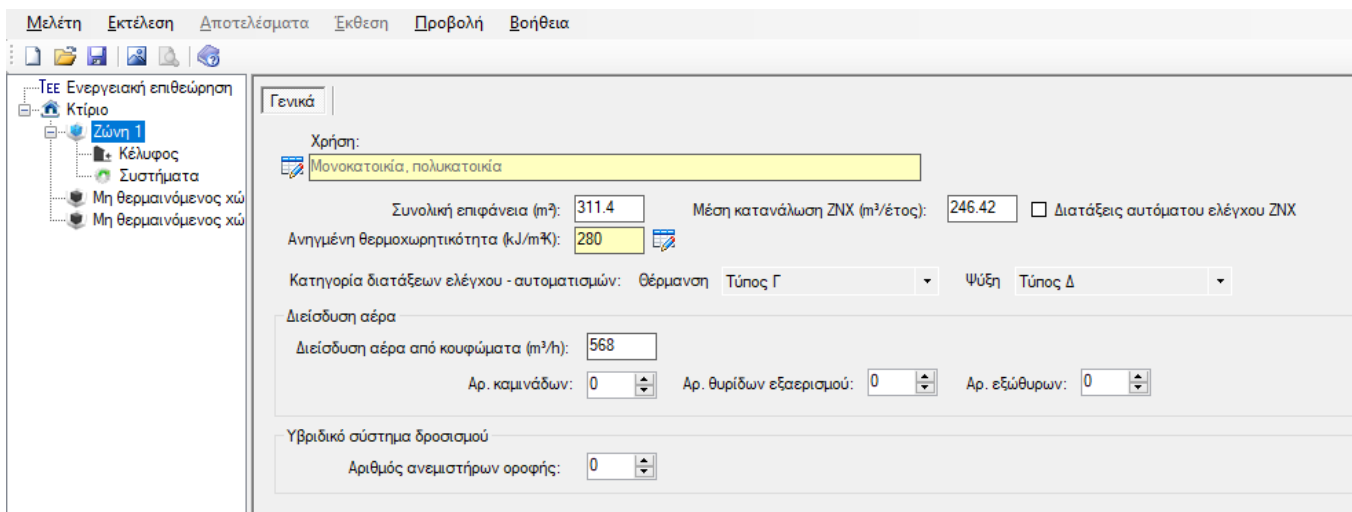 Μελέτη Εκτέλεση Αποτελέσματα Έκθεση Προβολή Βοήθεια
ΤΕΕ Ενεργειακή επιθεώρηση
Κτίριο
Ζώνη 1
Κέλυφος
Συστήματα
Μη θερμαινόμενος χώ
Μη θερμαινόμενος χώ
Γενικά
Χρήση:
Μονοκατοικία, πολυκατοικία
Συνολική επιφάνεια (m²): 311.4 Μέση κατανάλωση ΖΝΧ (m³/έτος): 246.42 Διατάξεις αυτόματου ελέγχου ΖΝΧ
Ανηγμένη θερμοχωρητικότητα (kJ/m²K): 280
Κατηγορία διατάξεων ελέγχου - αυτοματισμών: Θέρμανση Τύπος Γ Ψύξη Τύπος Δ
Διείσδυση αέρα
Διείσδυση αέρα από κουφώματα (m³/h): 568
Αρ. καμινάδων: 0 Αρ. θυρίδων εξαερισμού: 0 Αρ. εξώθυρων: 0
Υβριδικό σύστημα δροσισμού
Αριθμός ανεμιστήρων οροφής: 0